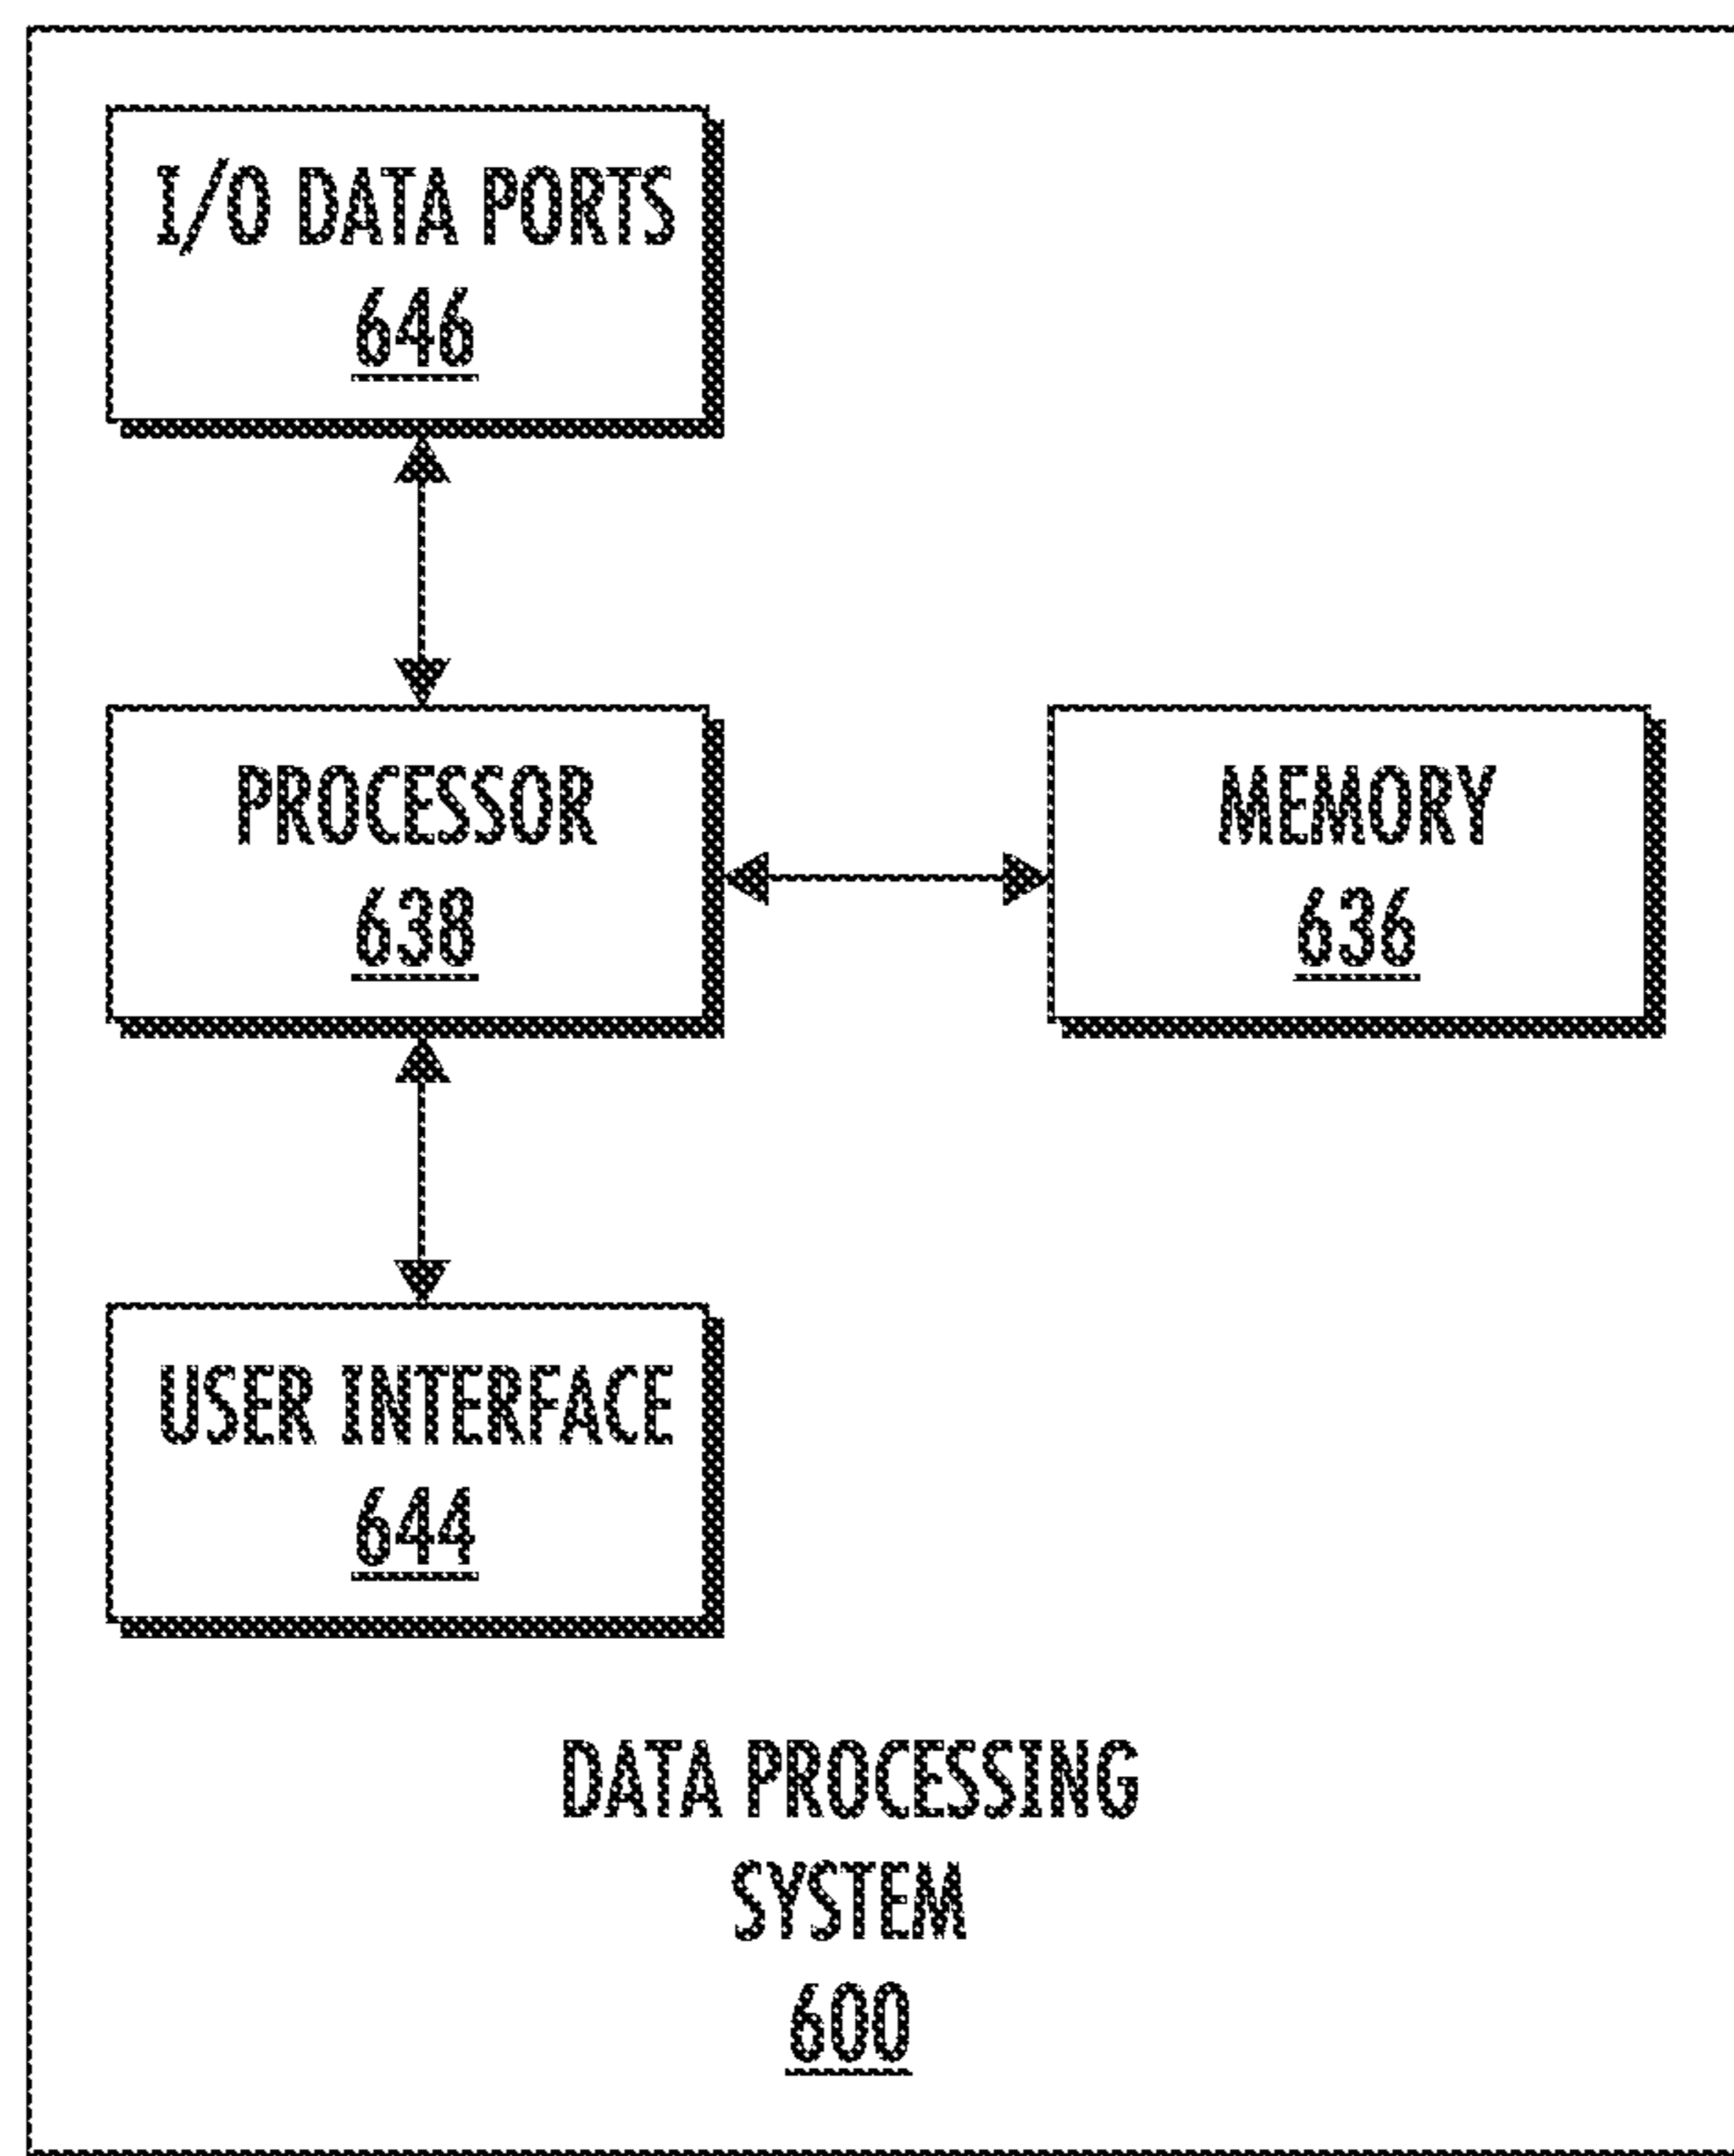 I/O DATA PORTS
646
PROCESSOR
638
MEMORY
636
USER INTERFACE
644
DATA PROCESSING
SYSTEM
600